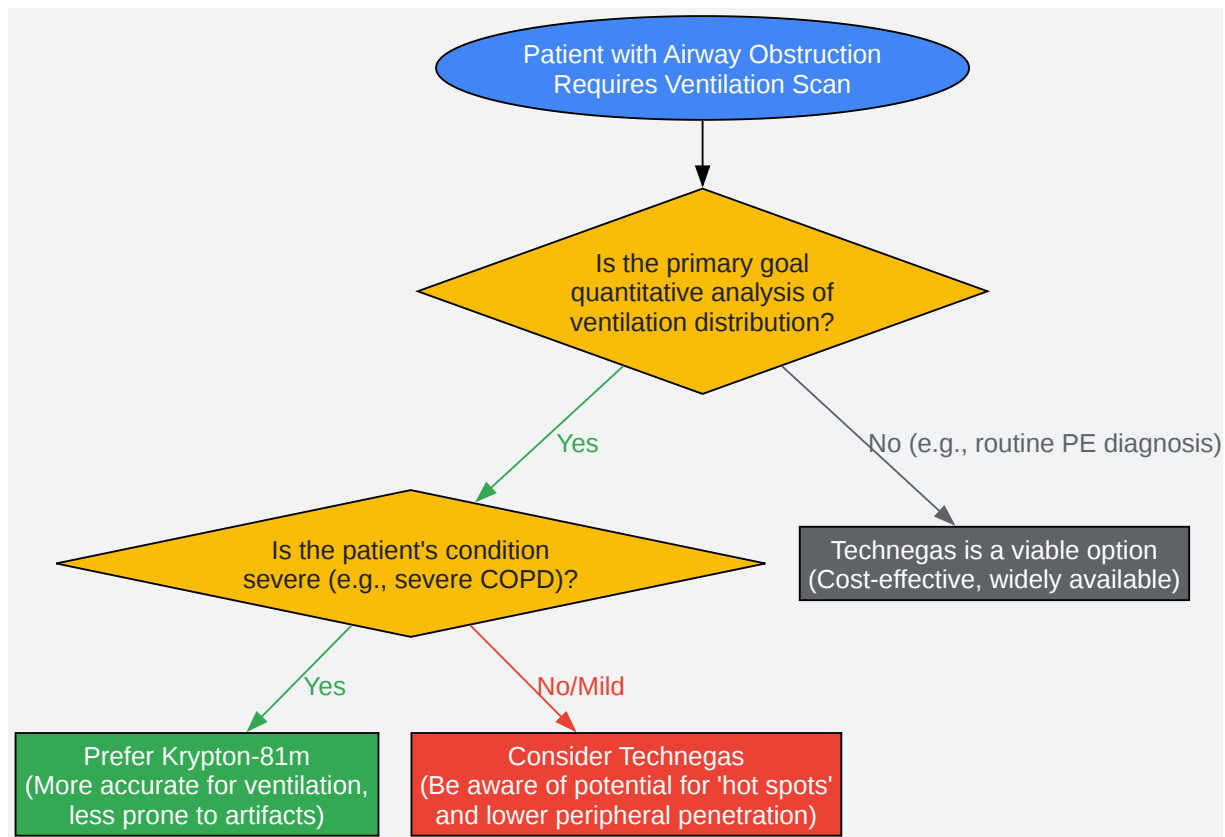 Patient with Airway Obstruction
Requires Ventilation Scan
Is the primary goal
quantitative analysis of
ventilation distribution?
Yes
No (e.g., routine PE diagnosis)
Is the patient's condition
severe (e.g., severe COPD)?
Technegas is a viable option
(Cost-effective, widely available)
Yes
No/Mild
Prefer Krypton-81m
(More accurate for ventilation,
less prone to artifacts)
Consider Technegas
(Be aware of potential for 'hot spots'
and lower peripheral penetration)